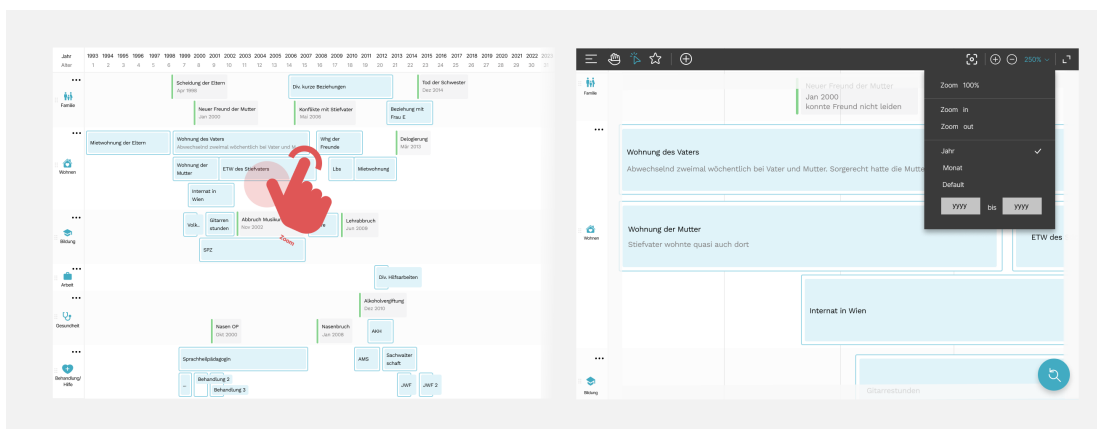 Jahr 1993 1994 1995 1996 1997 1998 1999 2000 2001 2002 2003 2004 2005 2006 2007 2008 2009 2010 2011 2012 2013 2014 2015 2016 2017 2018 2019 2020 2021 2022 2023
Alter 1 2 3 4 5 6 7 8 9 10 11 12 13 14 15 16 17 18 19 20 21 22 23 24 25 26 27 28 29 30
Familie
Scheidung der Eltern
Apr 1998
Div. kurze Beziehungen
Tod der Schwester
Dez 2014
Neuer Freund der Mutter
Jan 2000
Konflikte mit Stiefvater
Mai 2006
Beziehung mit
Frau E
Wohnen
Mietwohnung der Eltern
Wohnung des Vaters
Abwechselnd zweimal wöchentlich bei Vater und
Whg der
Freunde
Delogierung
Mär 2013
Wohnung der
Mutter
ETW des Stiefvaters
Lbs
Mietwohnung
Internat in
Wien
Bildung
Volk...
Gitarren
stunden
Abbruch
Nov 2002
Lehrabbruch
Jun 2009
Zoom
SPZ
Arbeit
Div. Hilfsarbeiten
Gesundheit
Alkoholvergiftung
Dez 2010
Nasen OP
Okt 2000
Nasenbruch
Jan 2008
AKH
Behandlung/
Hilfe
Sprachheilpädagogin
AMS
Sachwalter
schaft
...
Behandlung 3
Behandlung 3
JWF
JWF 2
250%
Zoom 100%
Zoom in
Zoom out
Jahr
Monat
Default
yyyy bis yyyy
Familie
Neuer Freund der Mutter
Jan 2000
konnte Freund nicht leiden
Wohnen
Wohnung des Vaters
Abwechselnd zweimal wöchentlich bei Vater und Mutter. Sorgerecht hatte die Mutte
Wohnung der Mutter
Stiefvater wohnte quasi auch dort
ETW des
Internat in Wien
Bildung
Gitarrestunden